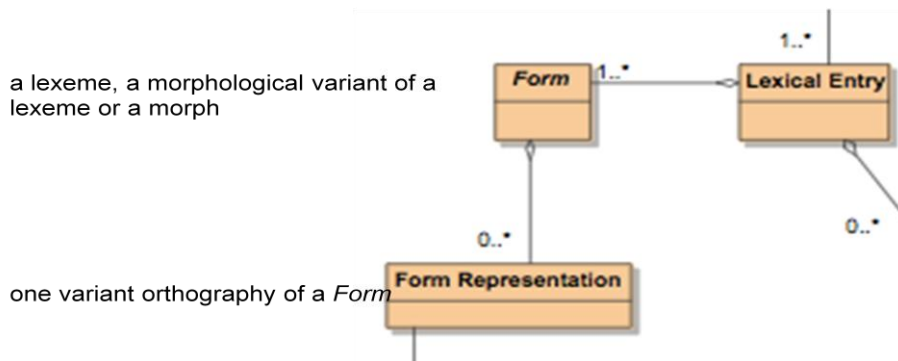 1..*
a lexeme, a morphological variant of a
lexeme or a morph
Form
1..*
Lexical Entry
0..*
0..*
one variant orthography of a Form
Form Representation